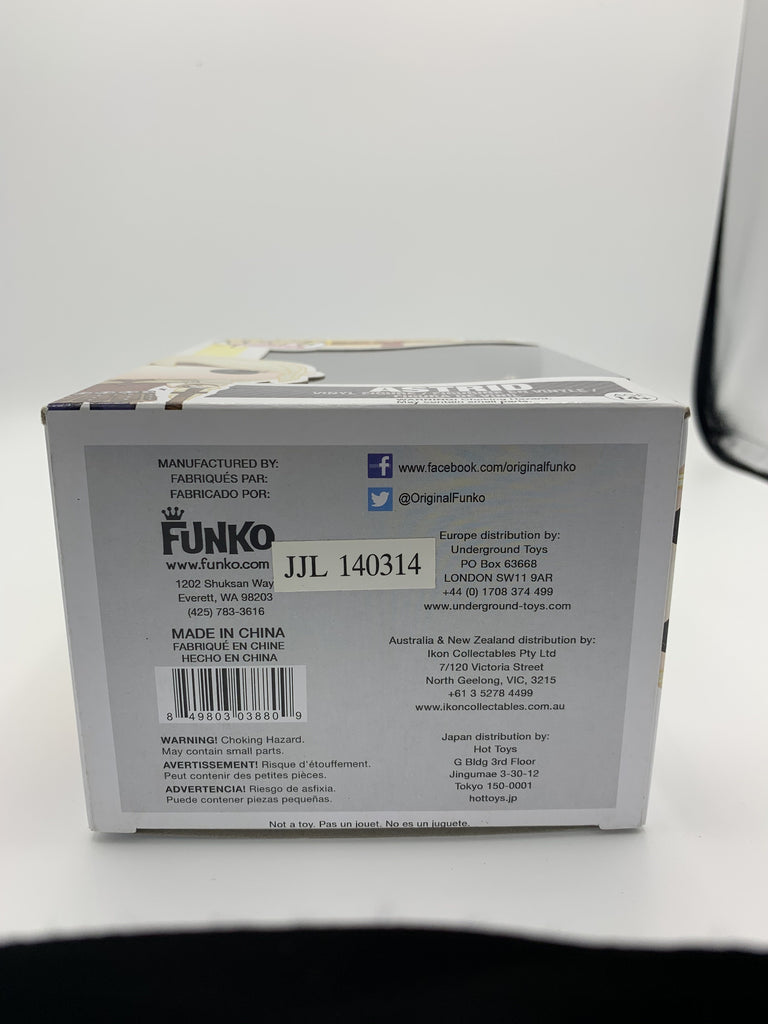 ASTRID
MANUFACTURED BY:
FABRIQUÉS PAR:
FABRICADO POR:
FUNKO
www.funko.com
1202 Shuksan Way
Everett, WA 98203
(425) 783-3616
MADE IN CHINA
FABRIQUÉ EN CHINE
HECHO EN CHINA
8 49803 03880 9
WARNING! Choking Hazard.
May contain small parts.
AVERTISSEMENT! Risque d'étouffement.
Peut contenir des petites pièces.
ADVERTENCIA! Riesgo de asfixia.
Puede contener piezas pequeñas.
f www.facebook.com/originalfunko
@OriginalFunko
JJL 140314
Europe distribution by:
Underground Toys
PO Box 63668
LONDON SW11 9AR
+44 (0) 1708 374 499
www.underground-toys.com
Australia & New Zealand distribution by:
Ikon Collectables Pty Ltd
7/120 Victoria Street
North Geelong, VIC, 3215
+61 3 5278 4499
www.ikoncollectables.com.au
Japan distribution by:
Hot Toys
G Bldg 3rd Floor
Jingumae 3-30-12
Tokyo 150-0001
hottoys.jp
Not a toy. Pas un jouet. No es un juguete.